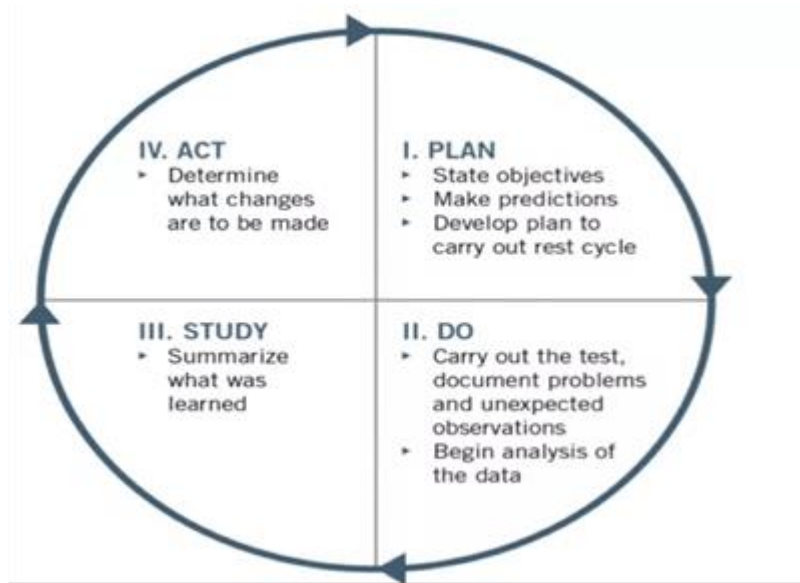 I. PLAN
‣ State objectives
‣ Make predictions
‣ Develop plan to
carry out rest cycle
II. DO
‣ Carry out the test,
document problems
and unexpected
observations
‣ Begin analysis of
the data
III. STUDY
‣ Summarize
what was
learned
IV. ACT
‣ Determine
what changes
are to be made